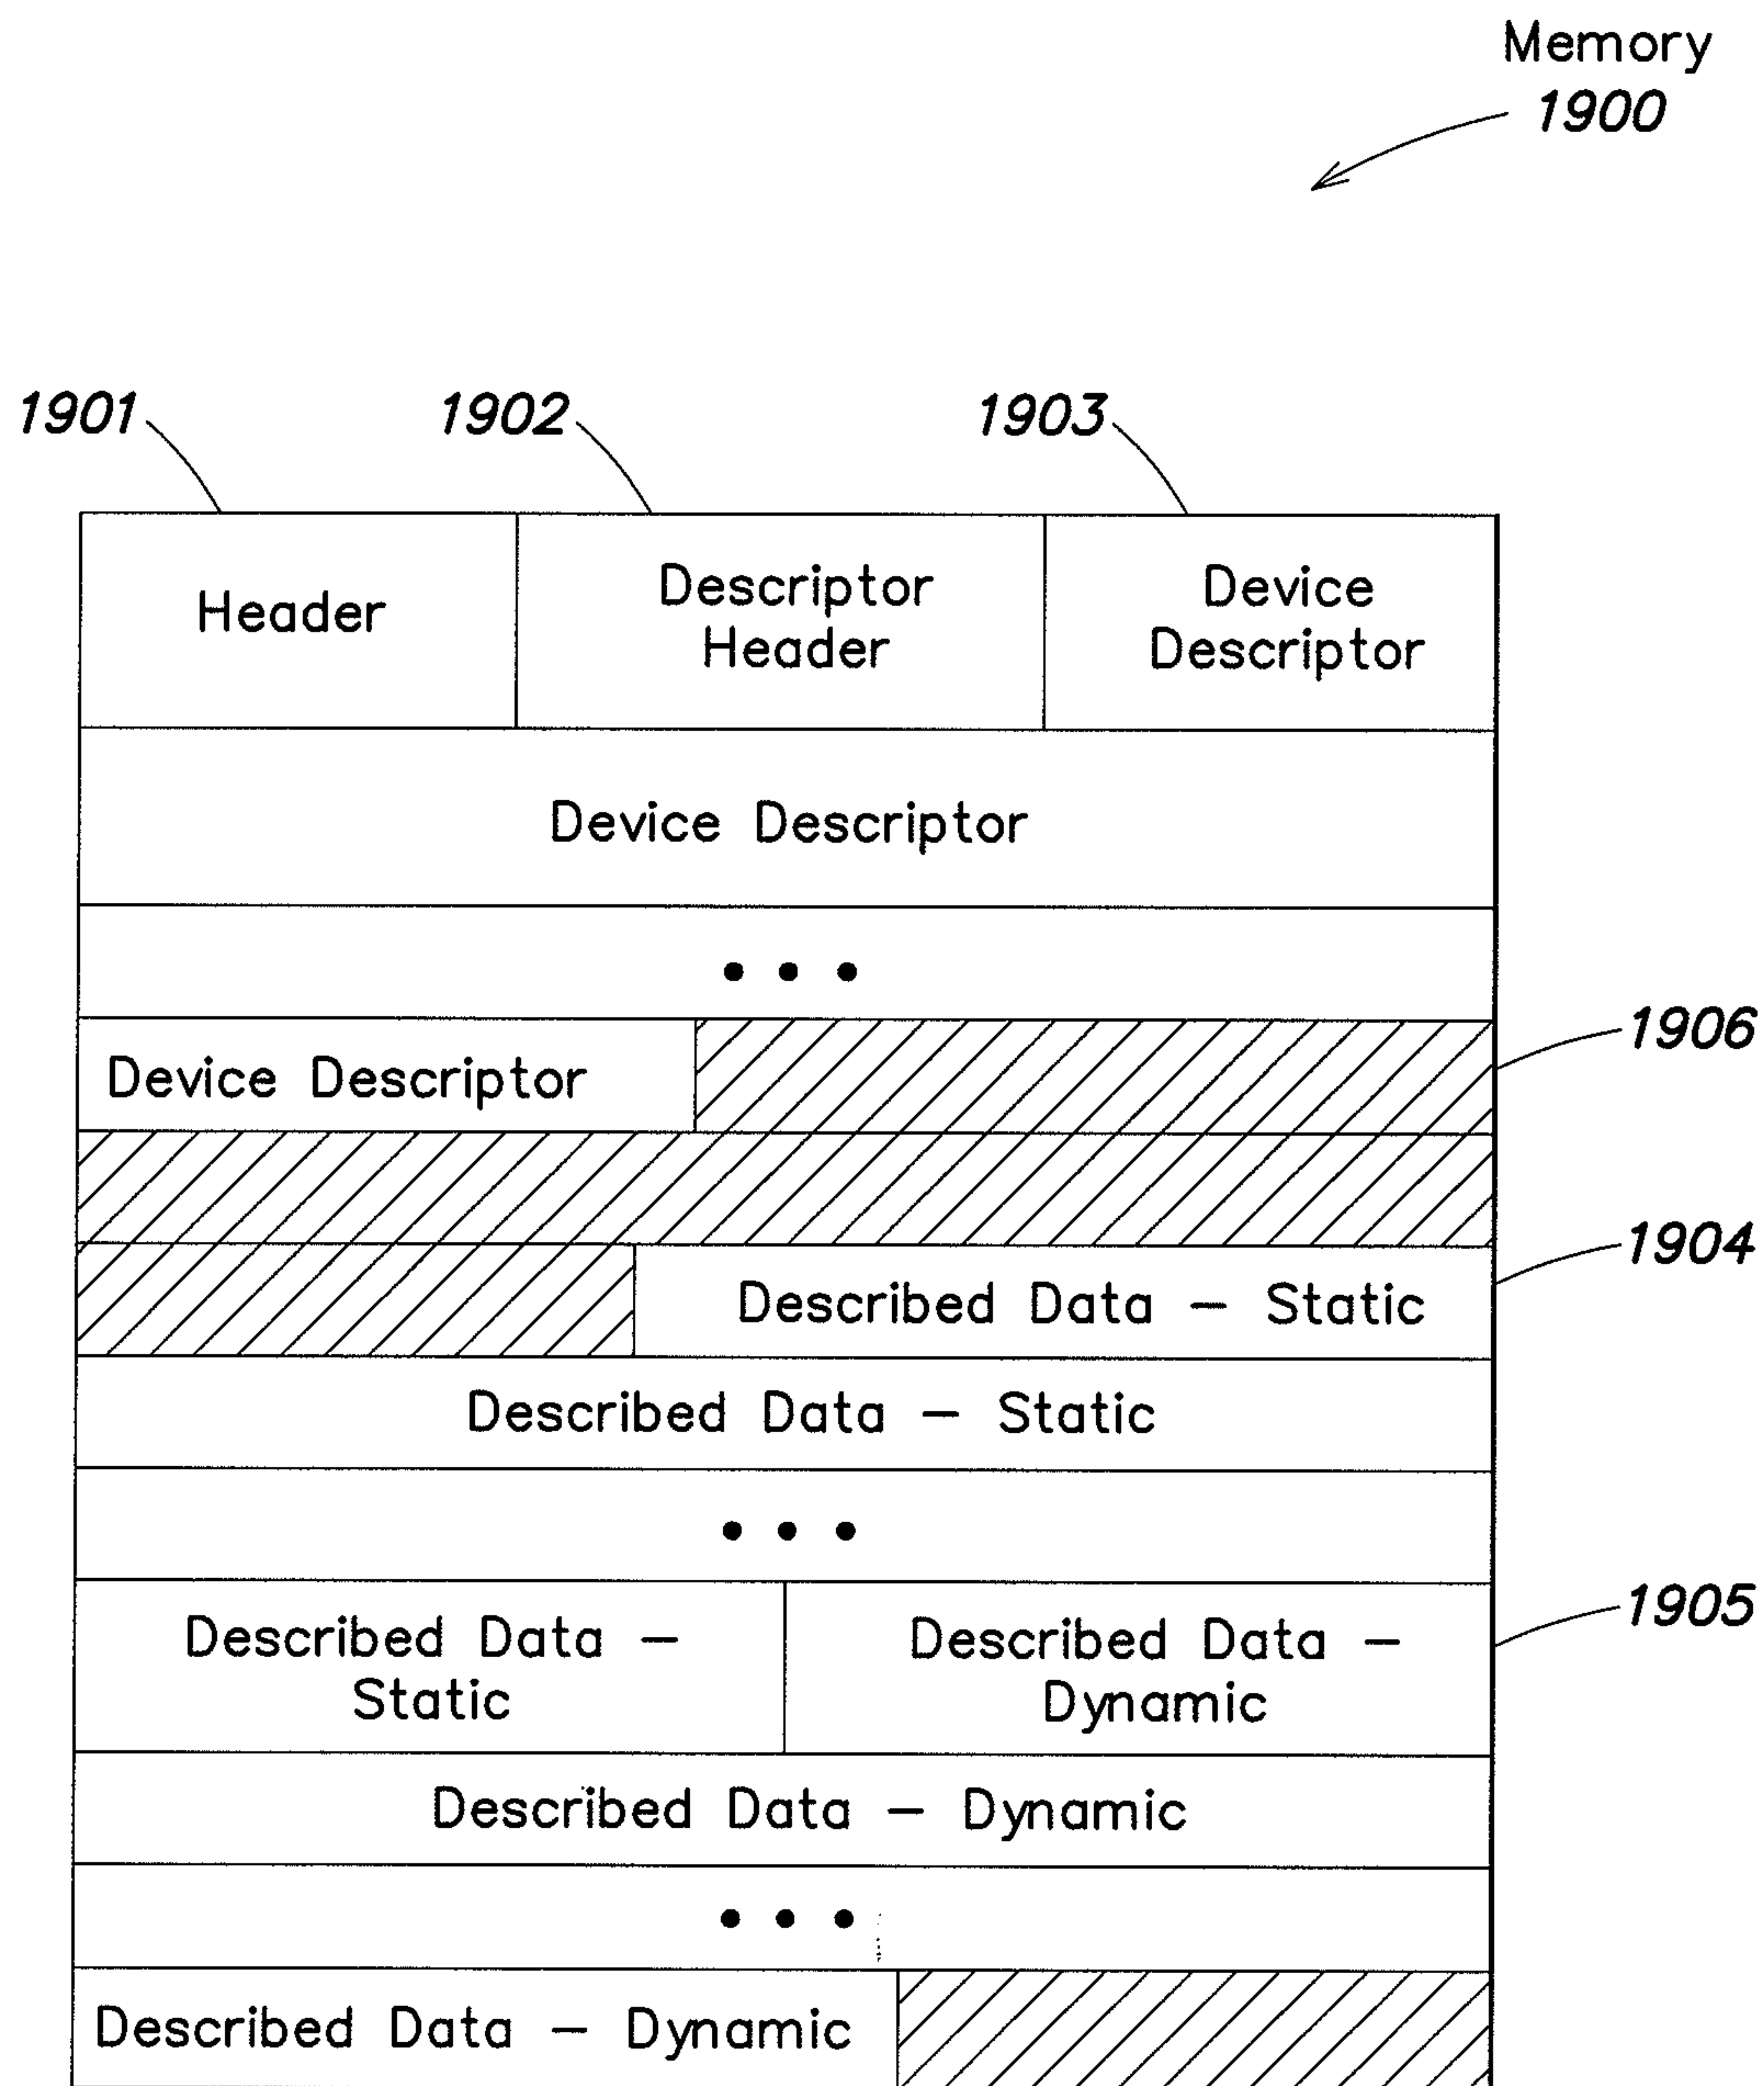 Memory
1900
1901
1902
1903
Header
Descriptor
Header
Device
Descriptor
Device Descriptor
• • •
Device Descriptor
1906
1904
Described Data – Static
Described Data – Static
• • •
Described Data –
Static
Described Data –
Dynamic
1905
Described Data – Dynamic
• • •
Described Data – Dynamic